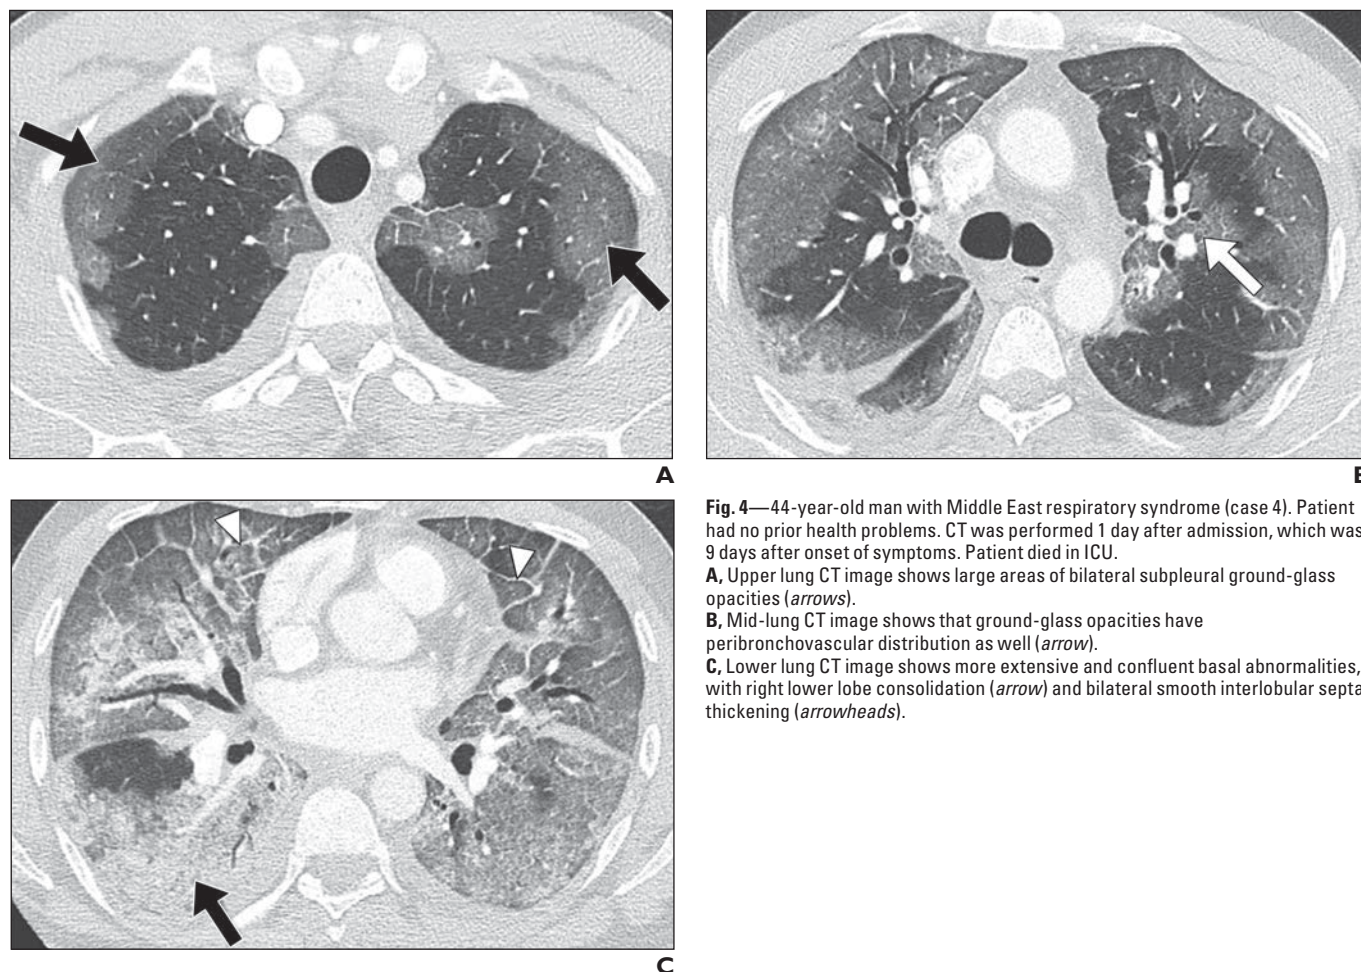 A
B
C
Fig. 4—44-year-old man with Middle East respiratory syndrome (case 4). Patient
had no prior health problems. CT was performed 1 day after admission, which was
9 days after onset of symptoms. Patient died in ICU.
A, Upper lung CT image shows large areas of bilateral subpleural ground-glass
opacities (arrows).
B, Mid-lung CT image shows that ground-glass opacities have
peribronchovascular distribution as well (arrow).
C, Lower lung CT image shows more extensive and confluent basal abnormalities,
with right lower lobe consolidation (arrow) and bilateral smooth interlobular septa
thickening (arrowheads).